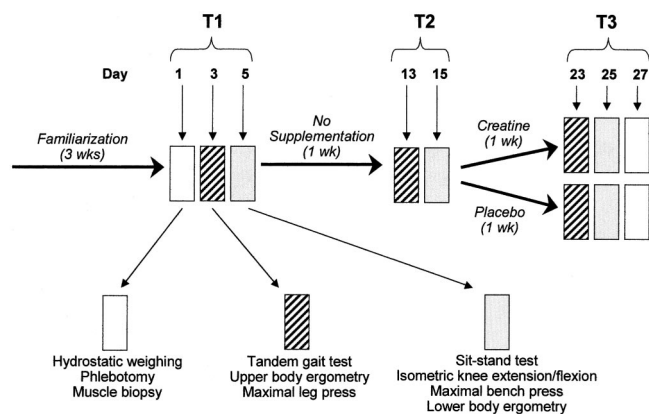 T1
T2
T3
Day
1
3
5
13
15
23
25
27
Familiarization
(3 wks)
No
Supplementation
(1 wk)
Creatine
(1 wk)
Placebo
(1 wk)
Hydrostatic weighing
Phlebotomy
Muscle biopsy
Tandem gait test
Upper body ergometry
Maximal leg press
Sit-stand test
Isometric knee extension/flexion
Maximal bench press
Lower body ergometry